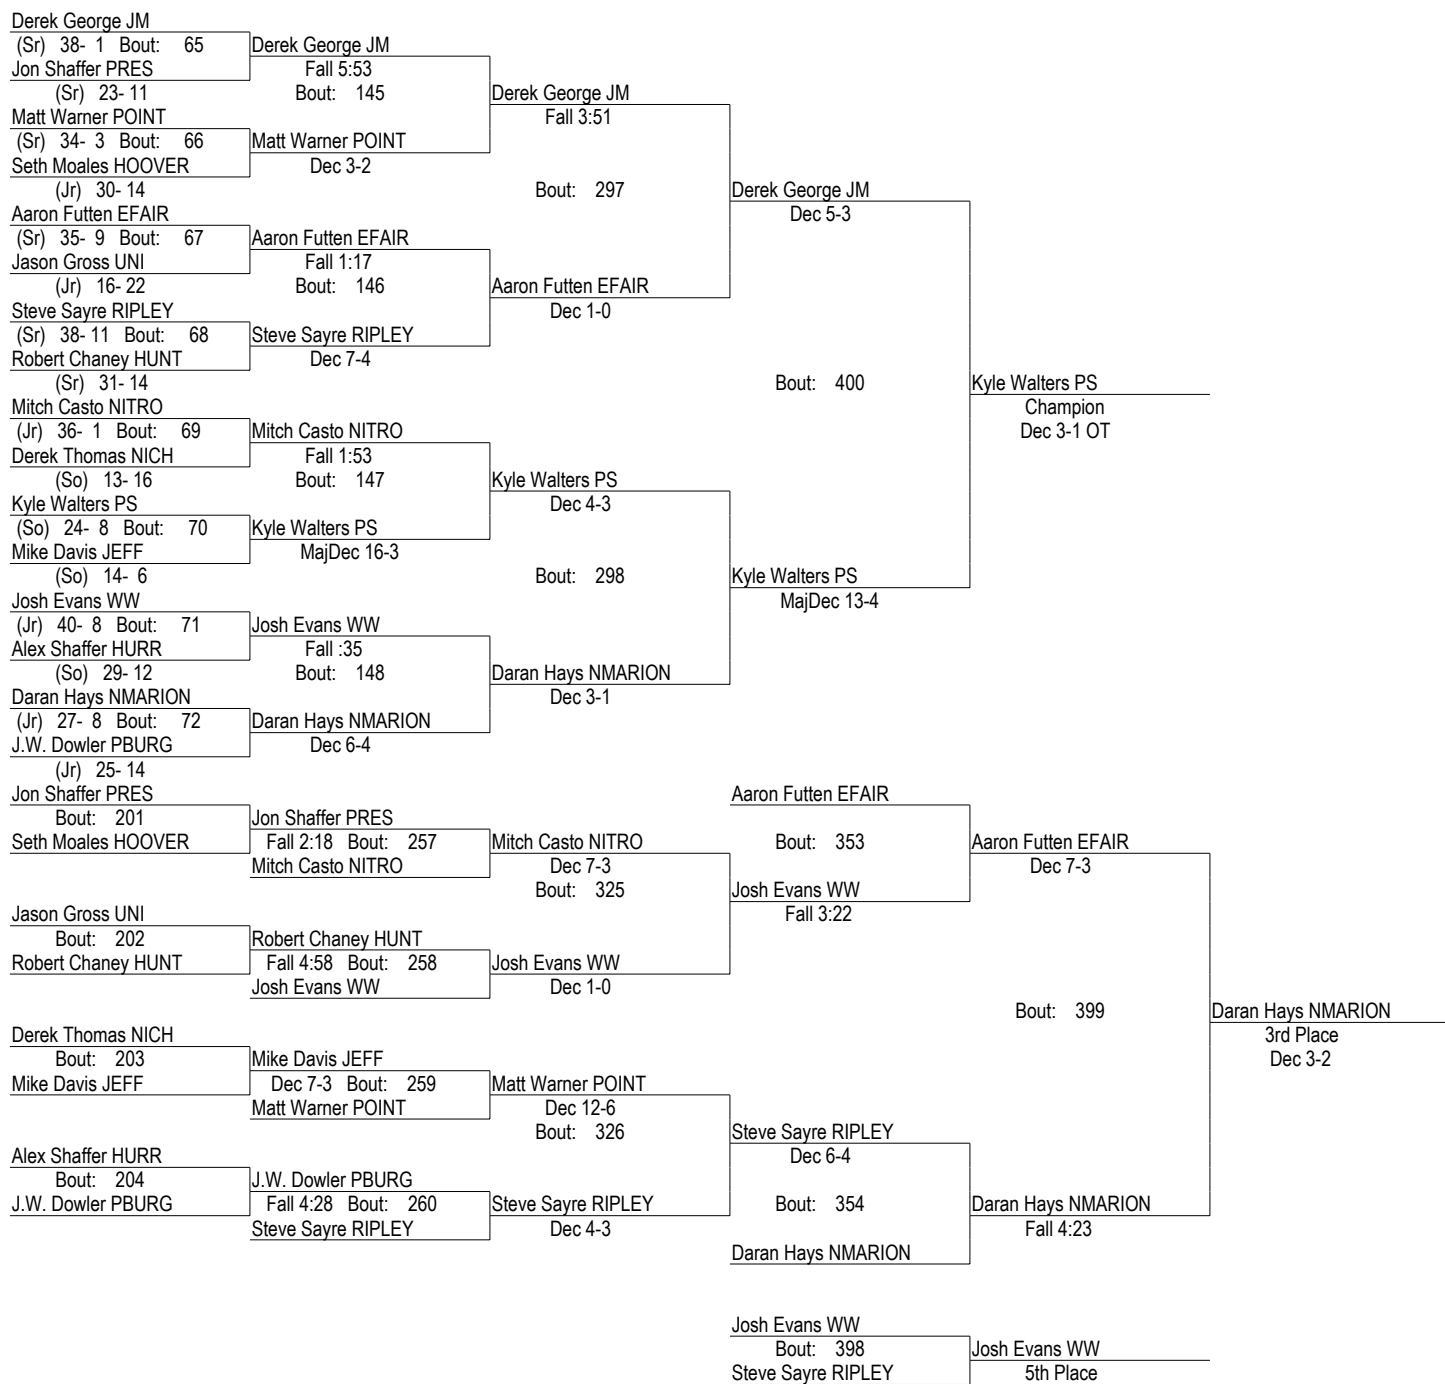 Derek George JM
(Sr) 38- 1 Bout: 65 Derek George JM
Jon Shaffer PRES Fall 5:53
(Sr) 23- 11 Bout: 145 Derek George JM
Matt Warner POINT Fall 3:51
(Sr) 34- 3 Bout: 66 Matt Warner POINT
Seth Moales HOOVER Dec 3-2
(Jr) 30- 14 Bout: 297 Derek George JM
Aaron Futten EFAIR Dec 5-3
(Sr) 35- 9 Bout: 67 Aaron Futten EFAIR
Jason Gross UNI Fall 1:17
(Jr) 16- 22 Bout: 146 Aaron Futten EFAIR
Steve Sayre RIPLEY Dec 1-0
(Sr) 38- 11 Bout: 68 Steve Sayre RIPLEY
Robert Chaney HUNT Dec 7-4
(Sr) 31- 14 Bout: 400 Kyle Walters PS
Mitch Casto NITRO Champion
(Jr) 36- 1 Bout: 69 Mitch Casto NITRO Dec 3-1 OT
Derek Thomas NICH Fall 1:53
(So) 13- 16 Bout: 147 Kyle Walters PS
Kyle Walters PS Dec 4-3
(So) 24- 8 Bout: 70 Kyle Walters PS
Mike Davis JEFF MajDec 16-3
(So) 14- 6 Bout: 298 Kyle Walters PS
Josh Evans WW MajDec 13-4
(Jr) 40- 8 Bout: 71 Josh Evans WW
Alex Shaffer HURR Fall :35
(So) 29- 12 Bout: 148 Daran Hays NMARION
Daran Hays NMARION Dec 3-1
(Jr) 27- 8 Bout: 72 Daran Hays NMARION
J.W. Dowler PBURG Dec 6-4
(Jr) 25- 14
Jon Shaffer PRES Aaron Futten EFAIR
Bout: 201 Jon Shaffer PRES
Seth Moales HOOVER Fall 2:18 Bout: 257 Mitch Casto NITRO Bout: 353 Aaron Futten EFAIR
Mitch Casto NITRO Dec 7-3 Dec 7-3
Bout: 325 Josh Evans WW
Jason Gross UNI Fall 3:22
Bout: 202 Robert Chaney HUNT
Robert Chaney HUNT Fall 4:58 Bout: 258 Josh Evans WW
Josh Evans WW Dec 1-0
Bout: 399 Daran Hays NMARION
Derek Thomas NICH 3rd Place
Bout: 203 Mike Davis JEFF Dec 3-2
Mike Davis JEFF Dec 7-3 Bout: 259 Matt Warner POINT
Matt Warner POINT Dec 12-6
Bout: 326 Steve Sayre RIPLEY
Alex Shaffer HURR Dec 6-4
Bout: 204 J.W. Dowler PBURG
J.W. Dowler PBURG Fall 4:28 Bout: 260 Steve Sayre RIPLEY Bout: 354 Daran Hays NMARION
Steve Sayre RIPLEY Dec 4-3 Fall 4:23
Daran Hays NMARION
Josh Evans WW
Bout: 398 Josh Evans WW
Steve Sayre RIPLEY 5th Place